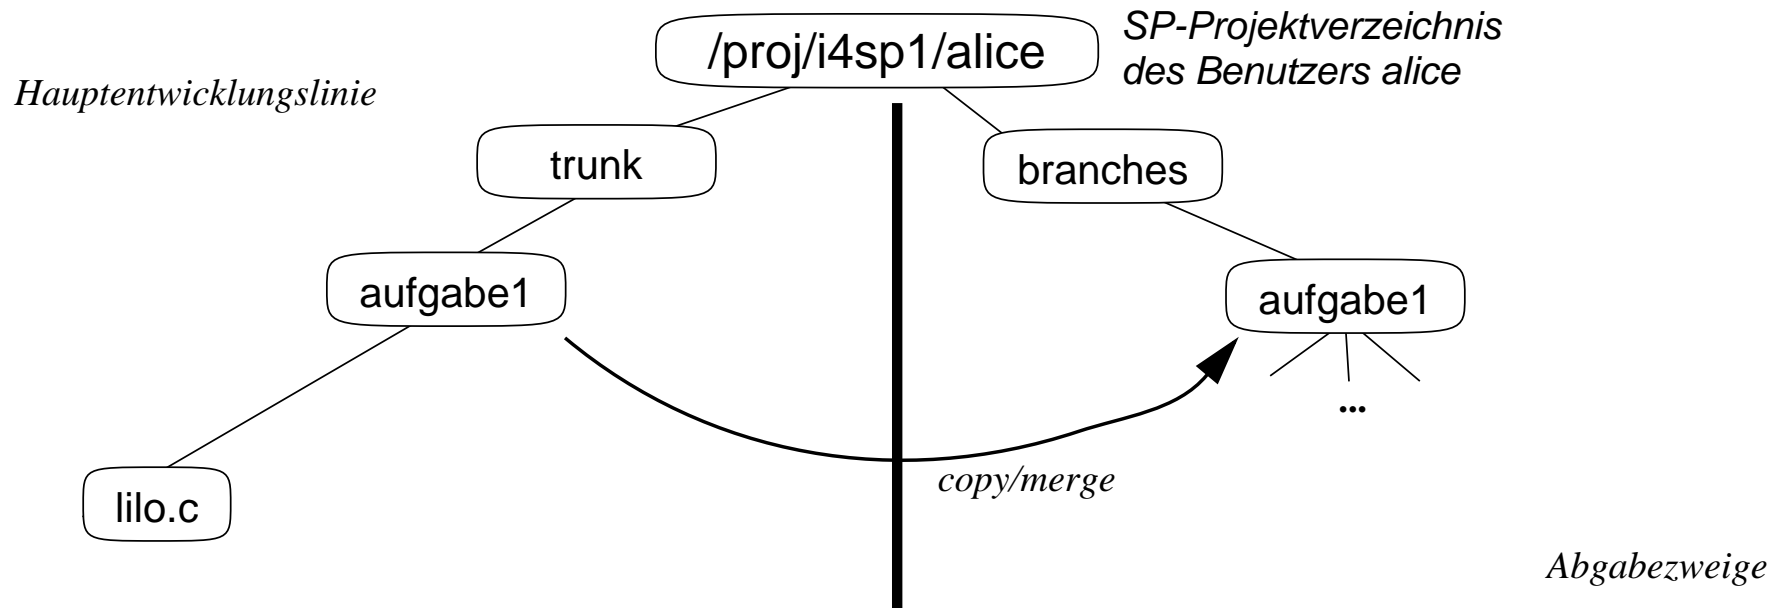 /proj/i4sp1/alice
SP-Projektverzeichnis
des Benutzers alice
Hauptentwicklungslinie
trunk
branches
aufgabe1
aufgabe1
...
copy/merge
lilo.c
Abgabezweige